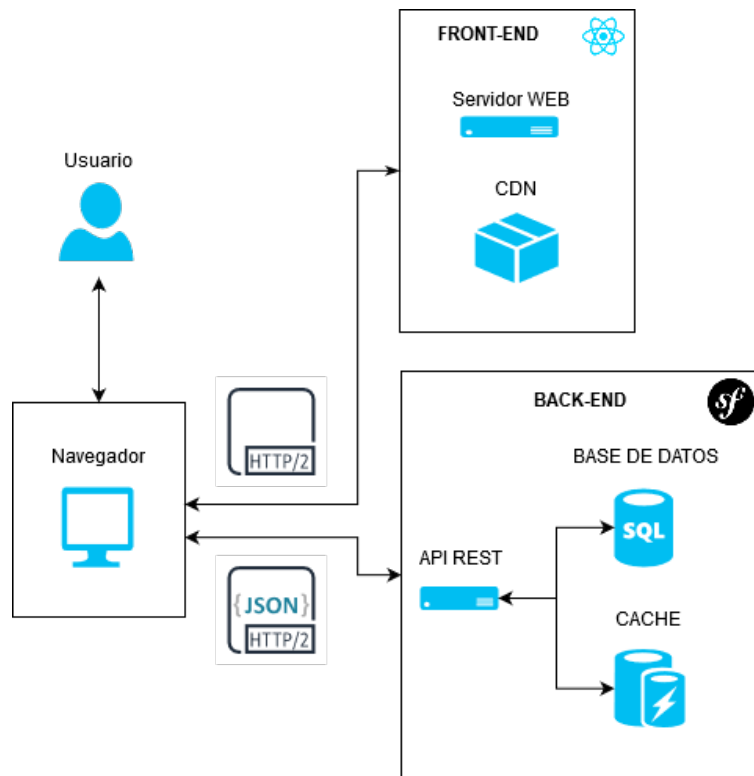 FRONT-END
Servidor WEB
CDN
Usuario
Navegador
HTTP/2
{JSON}
HTTP/2
BACK-END
sf
BASE DE DATOS
SQL
API REST
CACHE